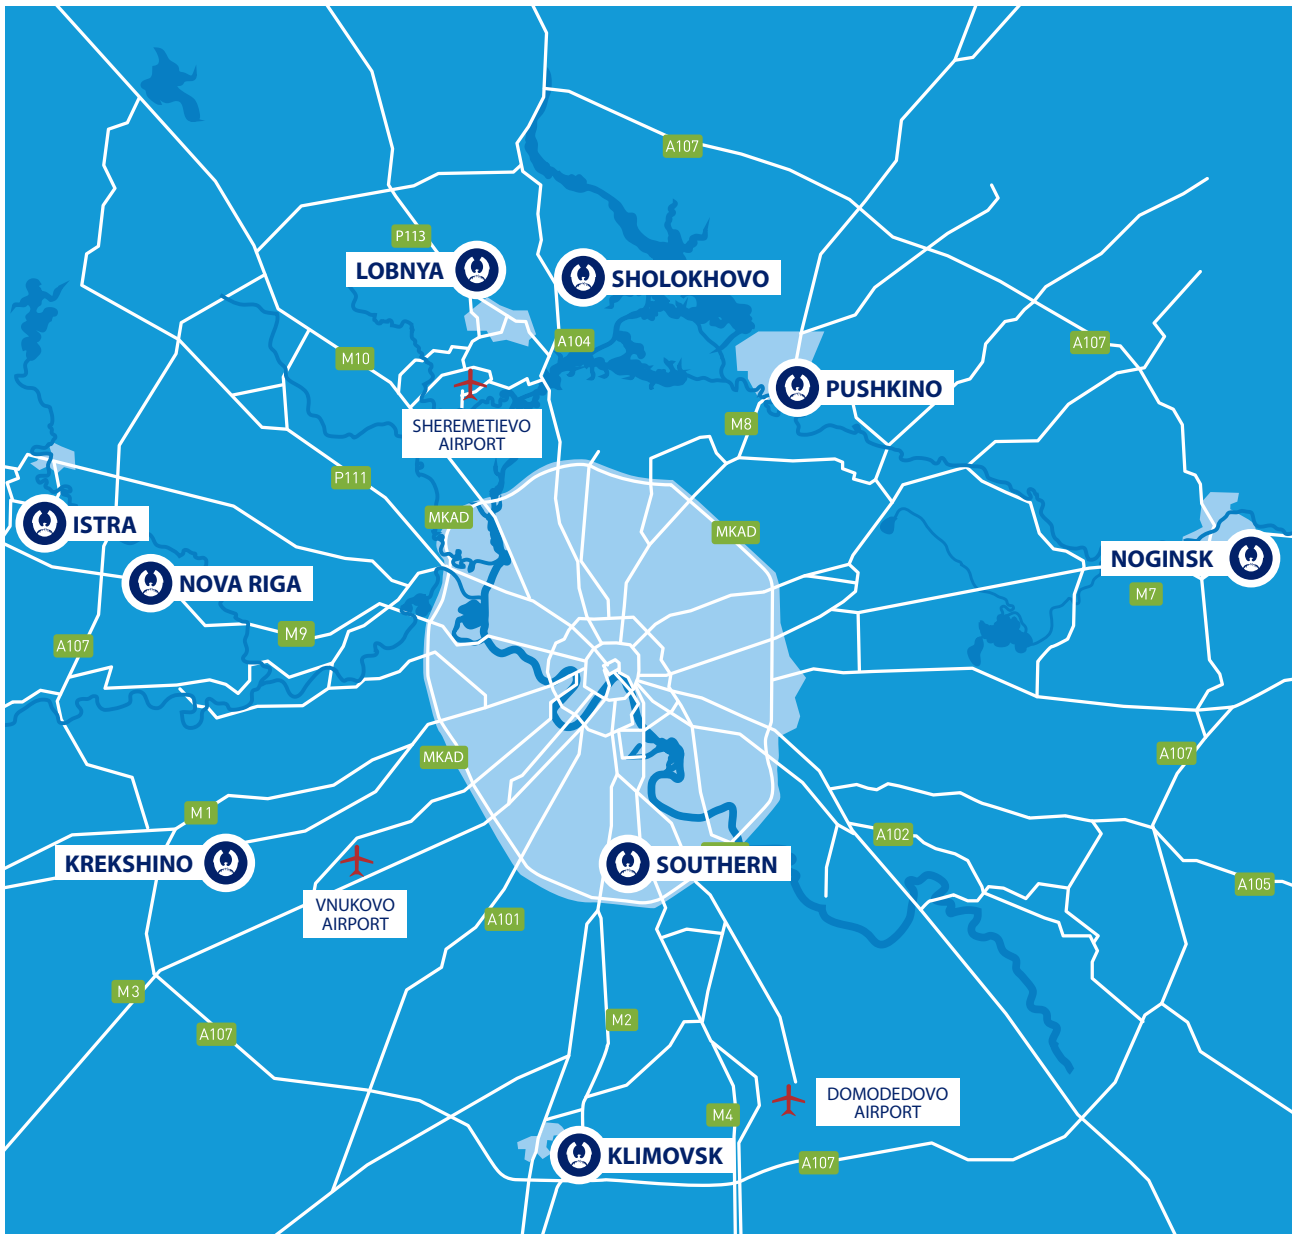 A107
P113
LOBNYA
SHOLOKHOVO
A104
M10
A107
PUSHKINO
SHEREMETIEVO
AIRPORT
M8
P111
MKAD
MKAD
ISTRA
NOVA RIGA
NOGINSK
M7
M9
A107
MKAD
A107
M1
A102
KREKSHINO
SOUTHERN
A105
VNUKOVO
AIRPORT
A101
M3
M2
A107
DOMODEDOVO
AIRPORT
M4
KLIMOVSK
A107